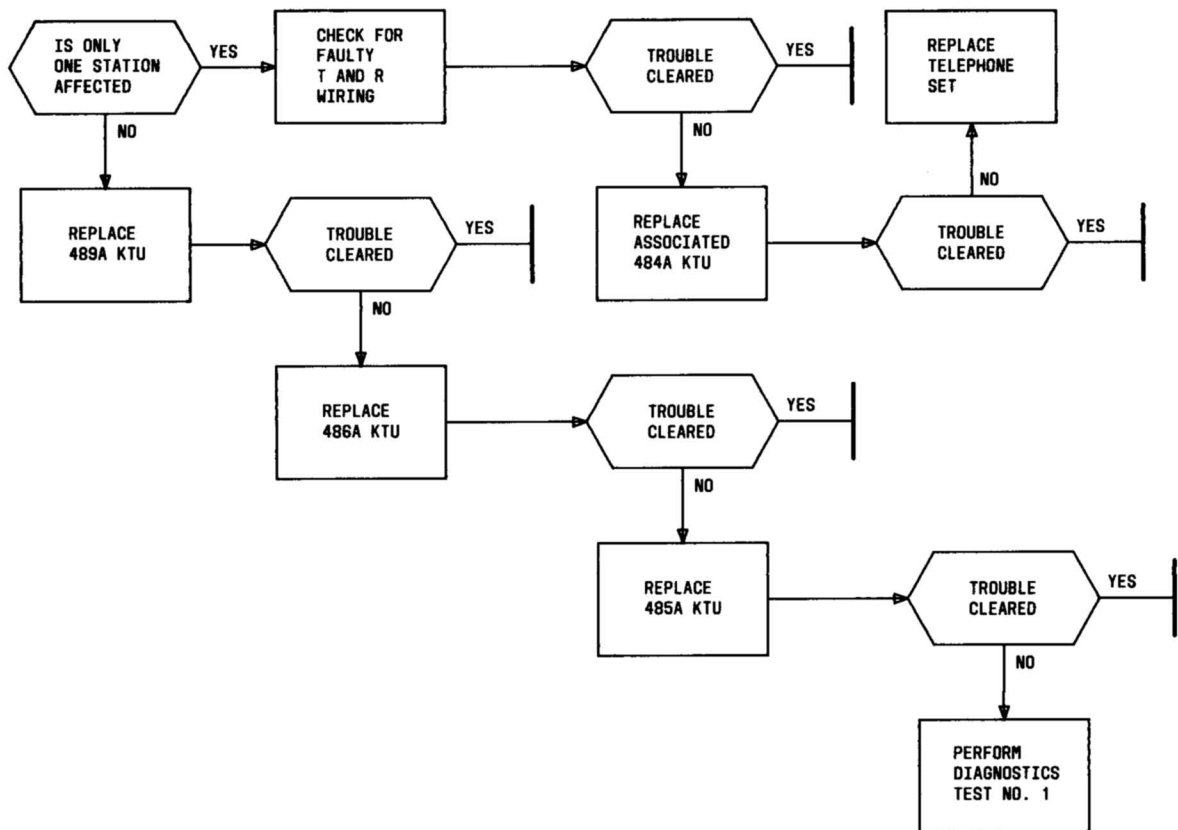 IS ONLY
ONE STATION
AFFECTED
YES
CHECK FOR
FAULTY
T AND R
WIRING
TROUBLE
CLEARED
YES
REPLACE
TELEPHONE
SET
NO
NO
NO
REPLACE
489A KTU
TROUBLE
CLEARED
YES
REPLACE
ASSOCIATED
484A KTU
TROUBLE
CLEARED
YES
NO
REPLACE
486A KTU
TROUBLE
CLEARED
YES
NO
REPLACE
485A KTU
TROUBLE
CLEARED
YES
NO
PERFORM
DIAGNOSTICS
TEST NO. 1